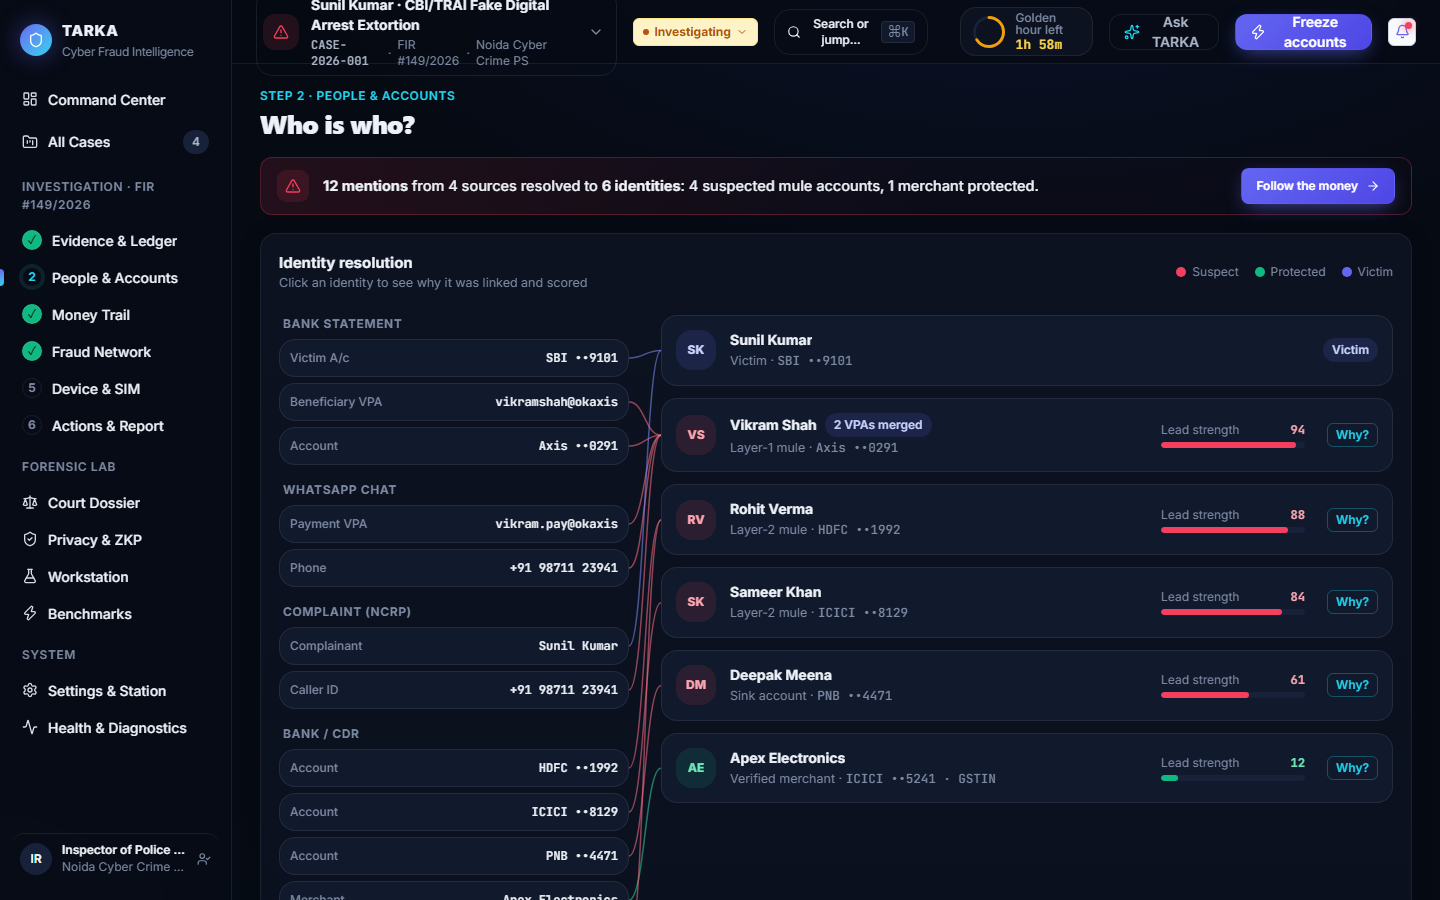 TARKA
Cyber Fraud Intelligence
Command Center
All Cases
4
INVESTIGATION · FIR
#149/2026
Evidence & Ledger
2
People & Accounts
Money Trail
Fraud Network
5
Device & SIM
6
Actions & Report
FORENSIC LAB
Court Dossier
Privacy & ZKP
Workstation
Benchmarks
SYSTEM
Settings & Station
Health & Diagnostics
IR
Inspector of Police ...
Noida Cyber Crime ...
Sunil Kumar · CBI/TRAI Fake Digital
Arrest Extortion
CASE-
2026-001
·
FIR
#149/2026
·
Noida Cyber
Crime PS
Investigating
Search or
jump...
⌘K
Golden
hour left
1h 58m
Ask
TARKA
Freeze
accounts
STEP 2 · PEOPLE & ACCOUNTS
Who is who?
12 mentions from 4 sources resolved to 6 identities: 4 suspected mule accounts, 1 merchant protected.
Follow the money →
Identity resolution
Click an identity to see why it was linked and scored
Suspect
Protected
Victim
BANK STATEMENT
Victim A/c SBI ••9101
Beneficiary VPA vikramshah@okaxis
Account Axis ••0291
WHATSAPP CHAT
Payment VPA vikram.pay@okaxis
Phone +91 98711 23941
COMPLAINT (NCRP)
Complainant Sunil Kumar
Caller ID +91 98711 23941
BANK / CDR
Account HDFC ••1992
Account ICICI ••8129
Account PNB ••4471
Merchant Apex Electronics
SK
Sunil Kumar
Victim · SBI ••9101
Victim
VS
Vikram Shah 2 VPAs merged
Layer-1 mule · Axis ••0291
Lead strength 94
Why?
RV
Rohit Verma
Layer-2 mule · HDFC ••1992
Lead strength 88
Why?
SK
Sameer Khan
Layer-2 mule · ICICI ••8129
Lead strength 84
Why?
DM
Deepak Meena
Sink account · PNB ••4471
Lead strength 61
Why?
AE
Apex Electronics
Verified merchant · ICICI ••5241 · GSTIN
Lead strength 12
Why?